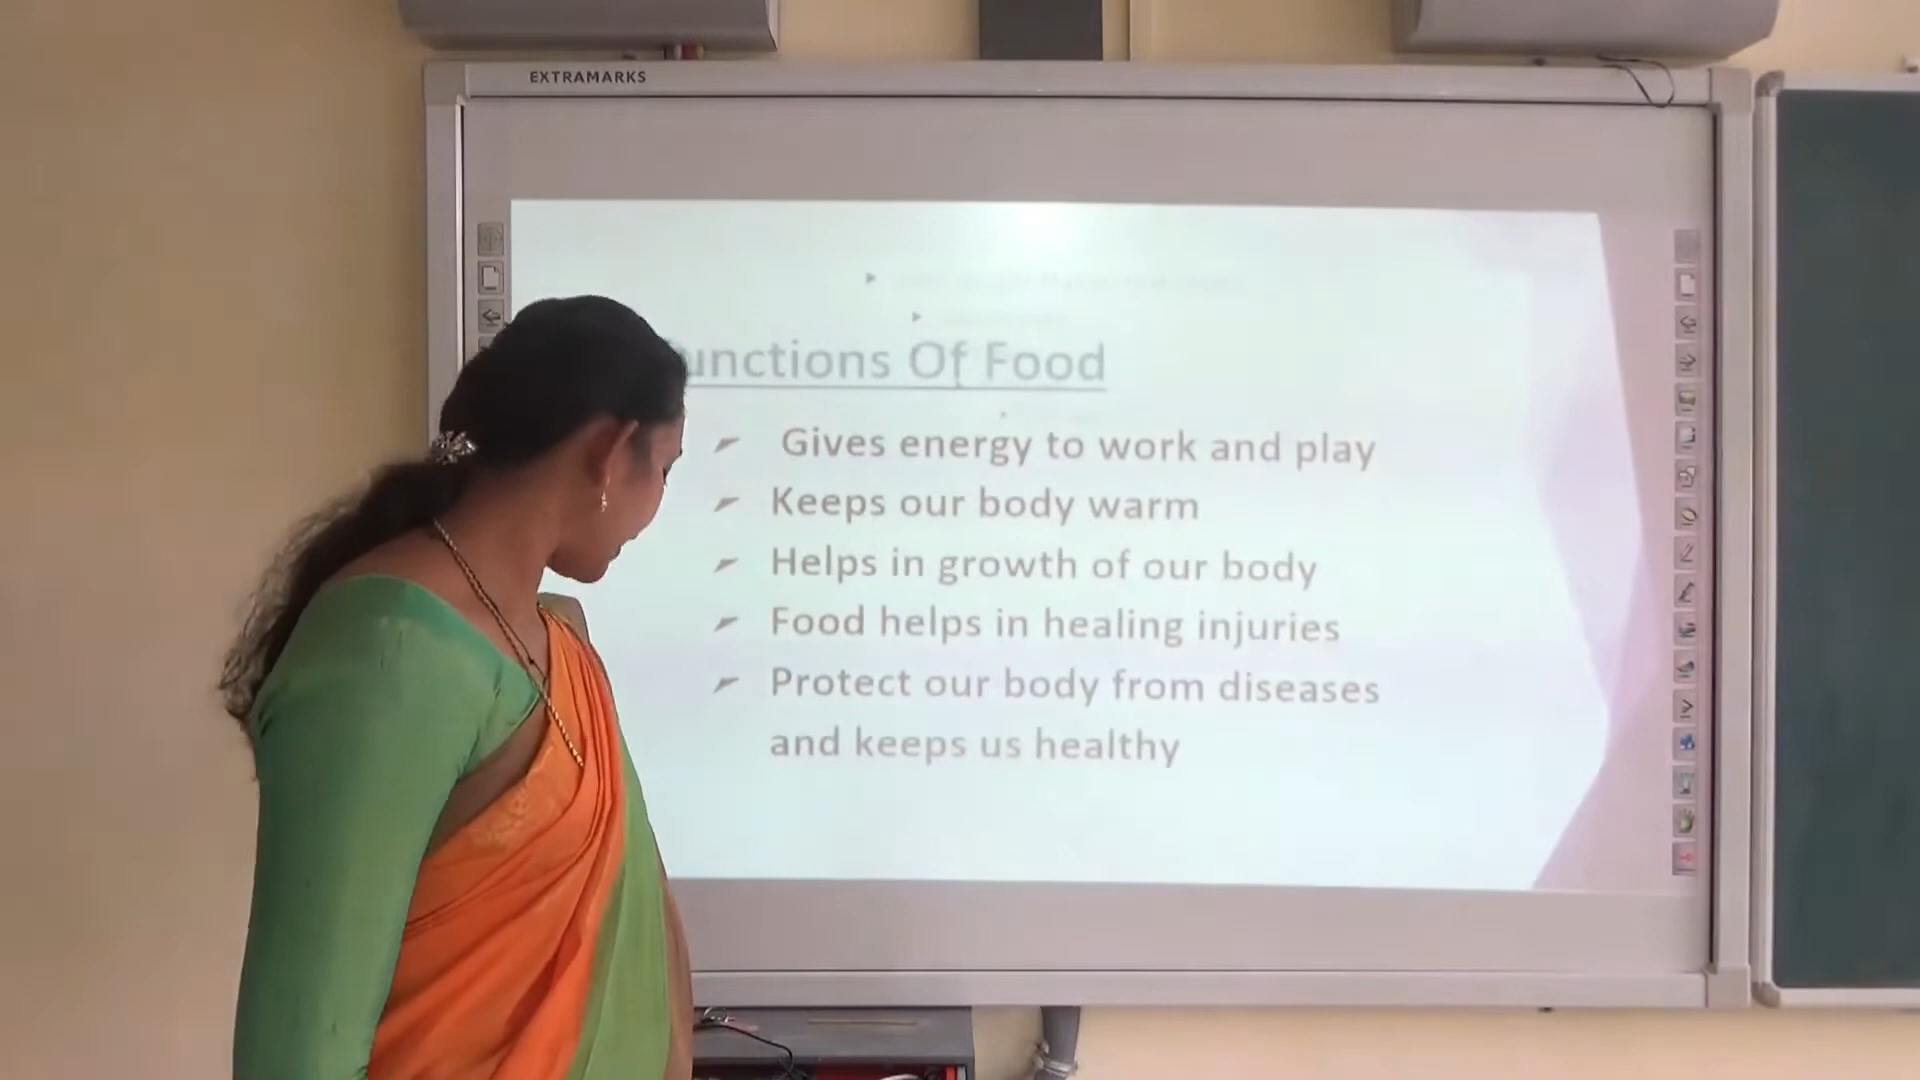 EXTRAMARKS
unctions Of Food
Gives energy to work and play
Keeps our body warm
Helps in growth of our body
Food helps in healing injuries
Protect our body from diseases
and keeps us healthy